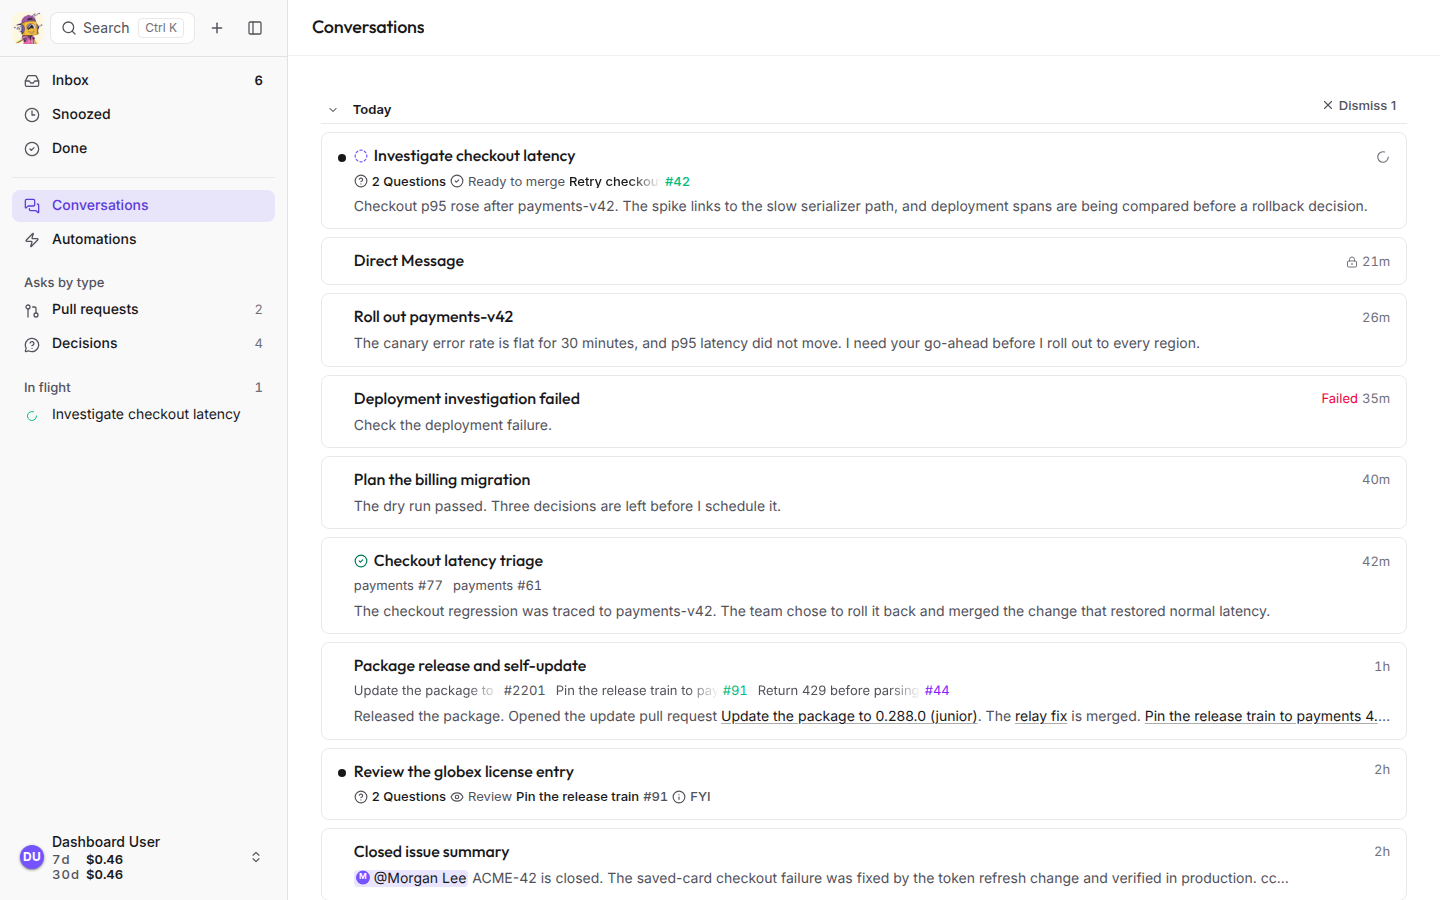 Search Ctrl K
Conversations
Inbox 6
Snoozed
Done
Conversations
Automations
Asks by type
Pull requests 2
Decisions 4
In flight 1
Investigate checkout latency
Dashboard User
DU
7d $0.46
30d $0.46
Today
Dismiss 1
Investigate checkout latency
2 Questions Ready to merge Retry checkou #42
Checkout p95 rose after payments-v42. The spike links to the slow serializer path, and deployment spans are being compared before a rollback decision.
Direct Message 21m
Roll out payments-v42 26m
The canary error rate is flat for 30 minutes, and p95 latency did not move. I need your go-ahead before I roll out to every region.
Deployment investigation failed Failed 35m
Check the deployment failure.
Plan the billing migration 40m
The dry run passed. Three decisions are left before I schedule it.
Checkout latency triage 42m
payments #77 payments #61
The checkout regression was traced to payments-v42. The team chose to roll it back and merged the change that restored normal latency.
Package release and self-update 1h
Update the package to #2201 Pin the release train to pay #91 Return 429 before parsing #44
Released the package. Opened the update pull request Update the package to 0.288.0 (junior). The relay fix is merged. Pin the release train to payments 4....
Review the globex license entry 2h
2 Questions Review Pin the release train #91 FYI
Closed issue summary 2h
M @Morgan Lee ACME-42 is closed. The saved-card checkout failure was fixed by the token refresh change and verified in production. cc...